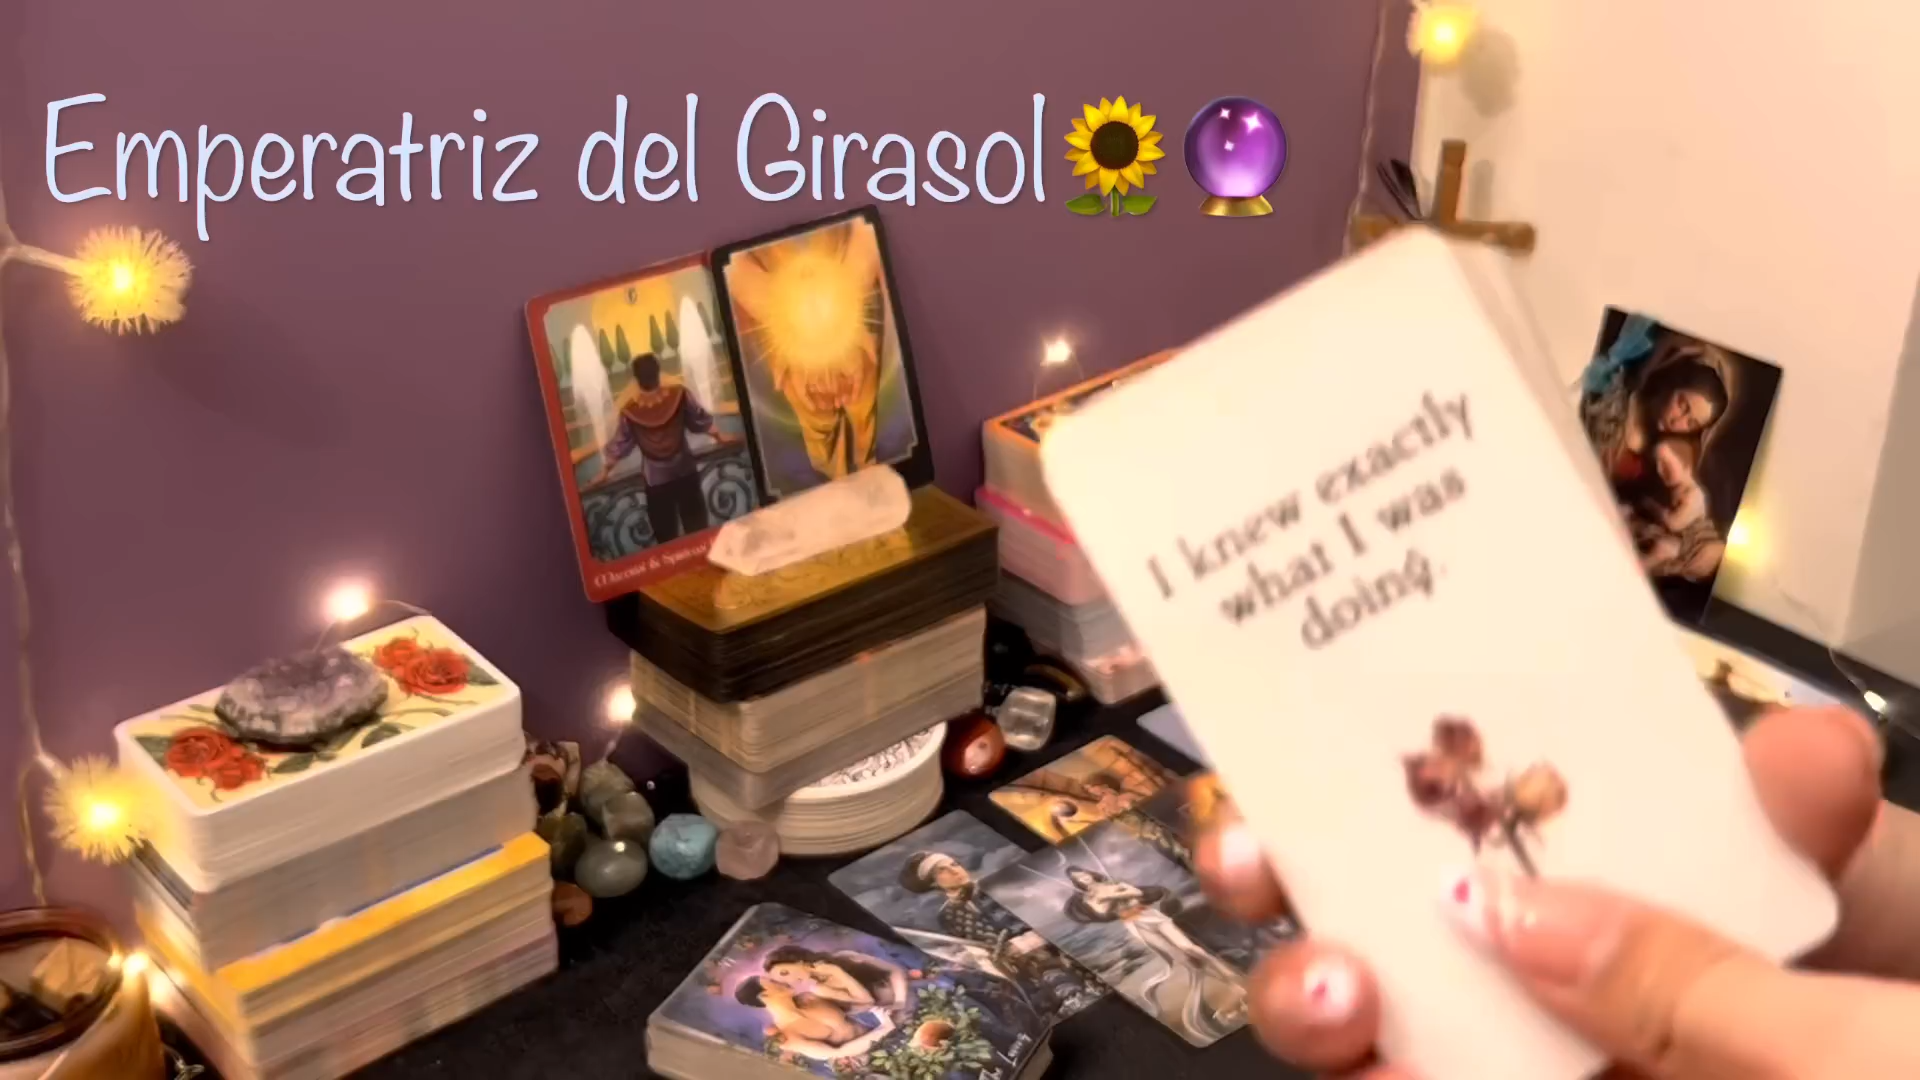 Emperatriz del Girasol🌻🔮
I knew exactly
what I was
doing.